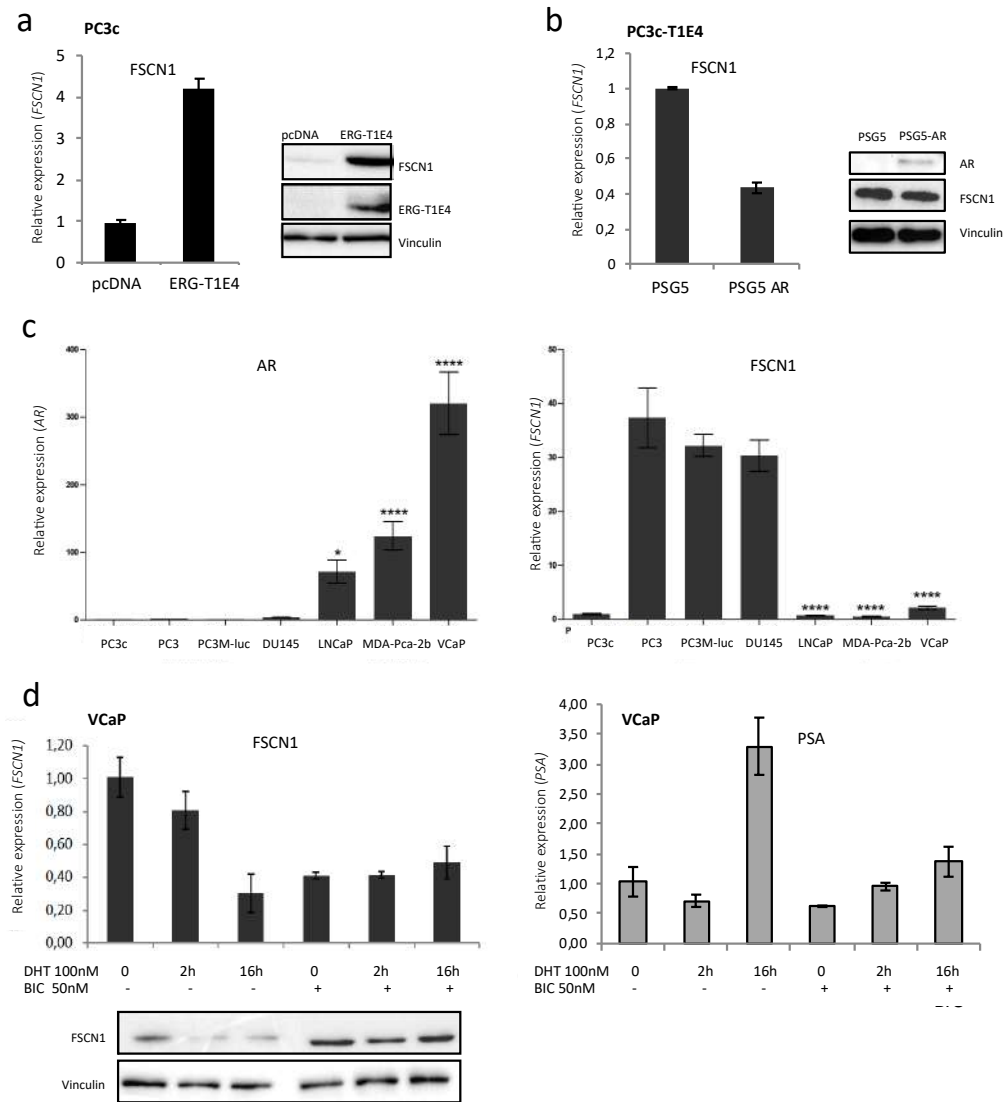 a
PC3c
FSCN1
Relative expression (FSCN1)
5
4
3
2
1
0
pcDNA ERG-T1E4
pcDNA ERG-T1E4
FSCN1
ERG-T1E4
Vinculin
b
PC3c-T1E4
FSCN1
Relative expression (FSCN1)
1,2
1
0,8
0,6
0,4
0,2
0
PSG5 PSG5 AR
PSG5 PSG5-AR
AR
FSCN1
Vinculin
c
AR
Relative expression (AR)
400
300
200
100
0
PC3c PC3 PC3M-luc DU145 LNCaP MDA-Pca-2b VCaP
* **** ****
FSCN1
Relative expression (FSCN1)
50
40
30
20
10
0
P
PC3c PC3 PC3M-luc DU145 LNCaP MDA-Pca-2b VCaP
**** **** ****
d
VCaP
FSCN1
Relative expression (FSCN1)
1,20
1,00
0,80
0,60
0,40
0,20
0,00
DHT 100nM 0 2h 16h 0 2h 16h
BIC 50nM - - - + + +
FSCN1
Vinculin
VCaP
PSA
Relative expression (PSA)
4,00
3,50
3,00
2,50
2,00
1,50
1,00
0,50
0,00
DHT 100nM 0 2h 16h 0 2h 16h
BIC 50nM - - - + + +